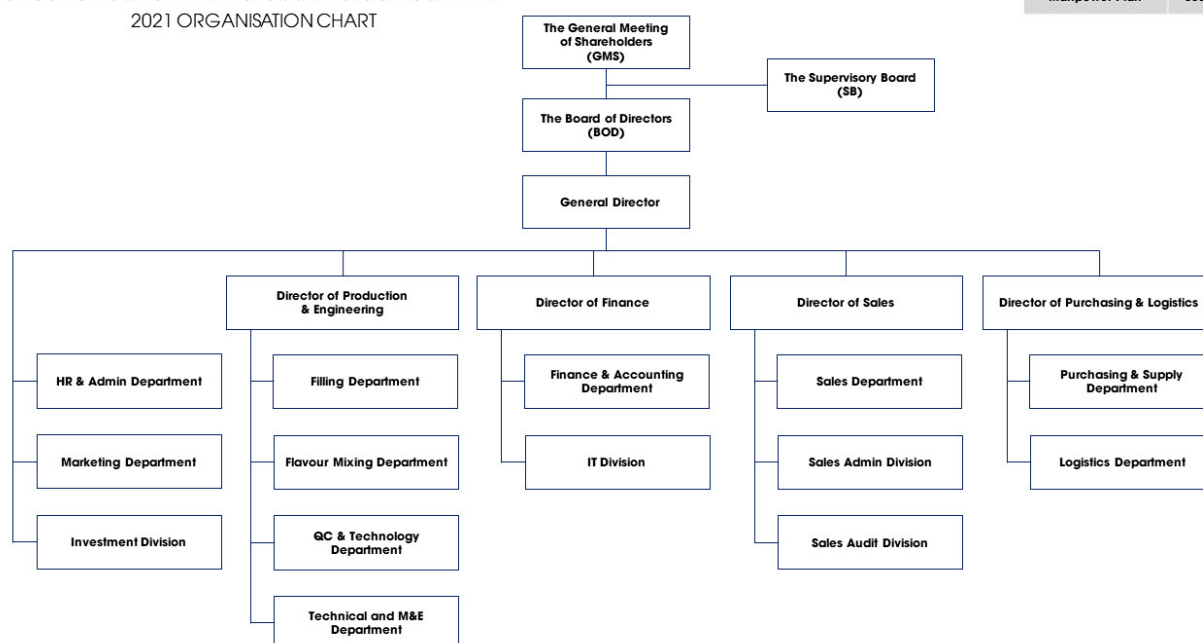 2021 ORGANISATION CHART
The General Meeting
of Shareholders
(GMS)
The Supervisory Board
(SB)
The Board of Directors
(BOD)
General Director
Director of Production
& Engineering
Director of Finance
Director of Sales
Director of Purchasing & Logistics
HR & Admin Department
Filling Department
Finance & Accounting
Department
Sales Department
Purchasing & Supply
Department
Marketing Department
Flavour Mixing Department
IT Division
Sales Admin Division
Logistics Department
Investment Division
QC & Technology
Department
Sales Audit Division
Technical and M&E
Department